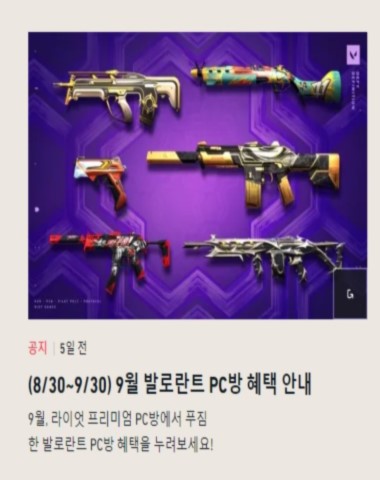 공지 | 5일 전
(8/30~9/30) 9월 발로란트 PC방 혜택 안내
9월, 라이엇 프리미엄 PC방에서 푸짐
한 발로란트 PC방 혜택을 누려보세요!